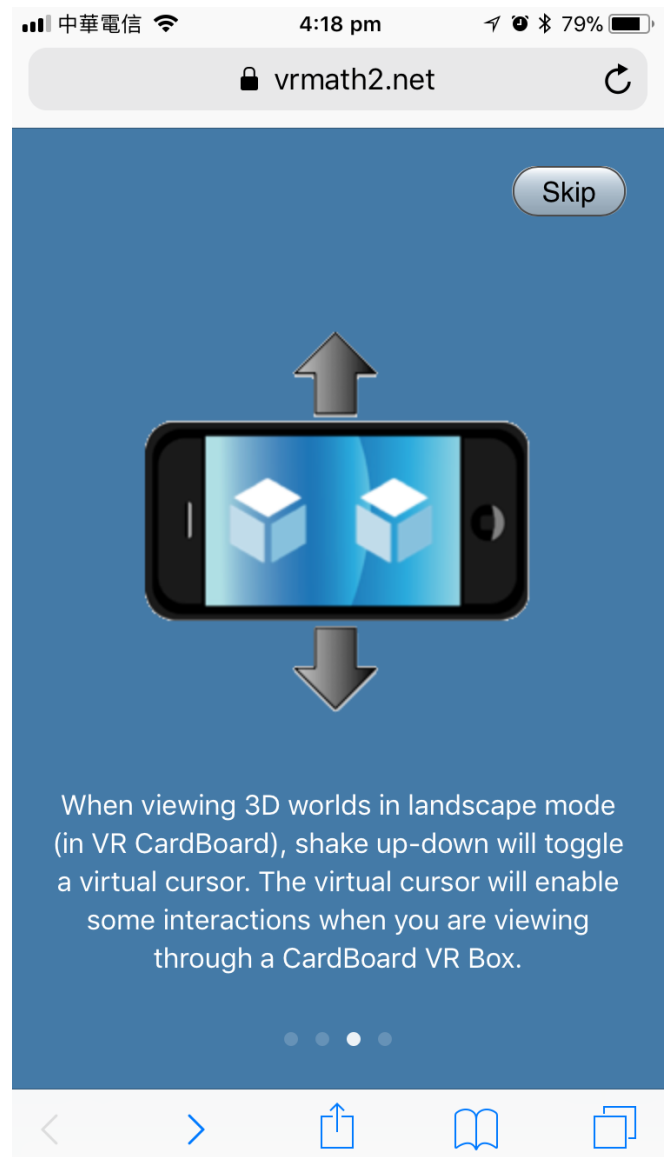 中華電信 4:18 pm 79%
vrmath2.net
Skip
When viewing 3D worlds in landscape mode
(in VR CardBoard), shake up-down will toggle
a virtual cursor. The virtual cursor will enable
some interactions when you are viewing
through a CardBoard VR Box.